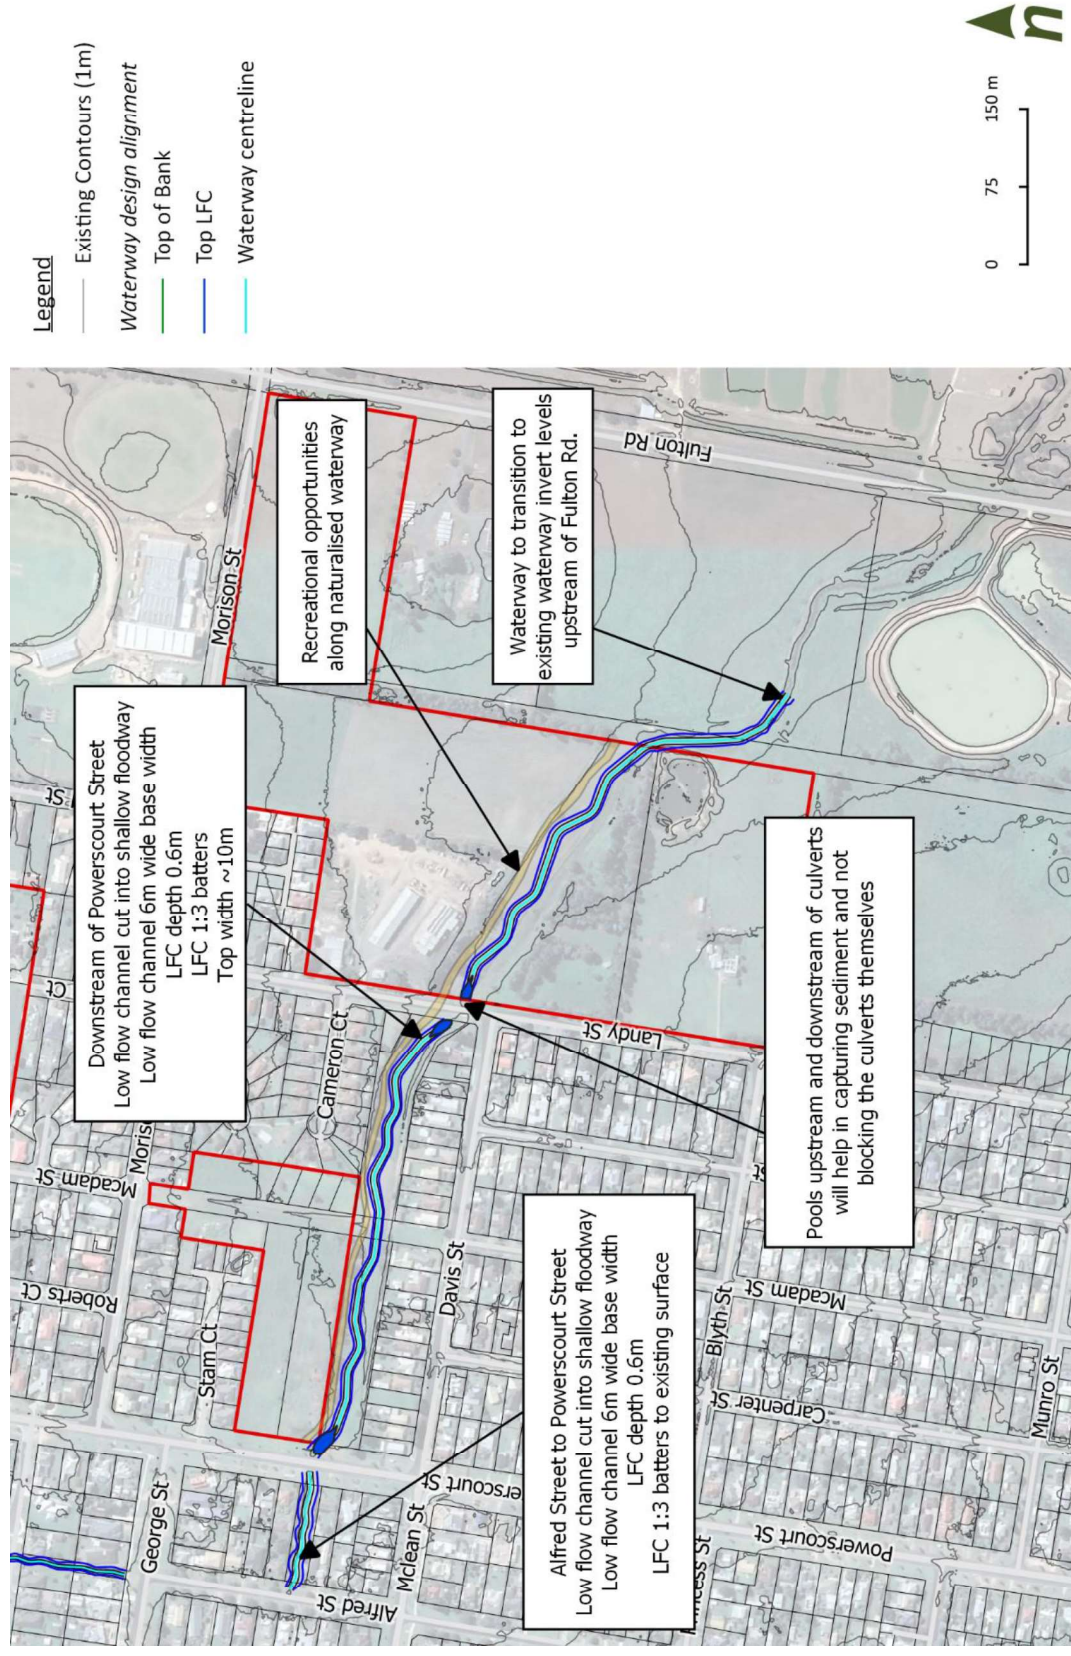 Legend
Existing Contours (1m)
Waterway design alignment
Top of Bank
Top LFC
Waterway centreline
0
75
150 m
n
Downstream of Powerscourt Street
Low flow channel cut into shallow floodway
Low flow channel 6m wide base width
LFC depth 0.6m
LFC 1:3 batters
Top width ~10m
Recreational opportunities
along naturalised waterway
Waterway to transition to
existing waterway invert levels
upstream of Fulton Rd.
Alfred Street to Powerscourt Street
Low flow channel cut into shallow floodway
Low flow channel 6m wide base width
LFC depth 0.6m
LFC 1:3 batters to existing surface
Pools upstream and downstream of culverts
will help in capturing sediment and not
blocking the culverts themselves
Morison St
Fulton Rd
St
Ct
Cameron Ct
Landy St
Mcadam St
Roberts Ct
Stam Ct
Davis St
George St
Mclean St
Alfred St
St
Blyth St
Mcadam St
Carpenter St
Munro St
Powerscourt St